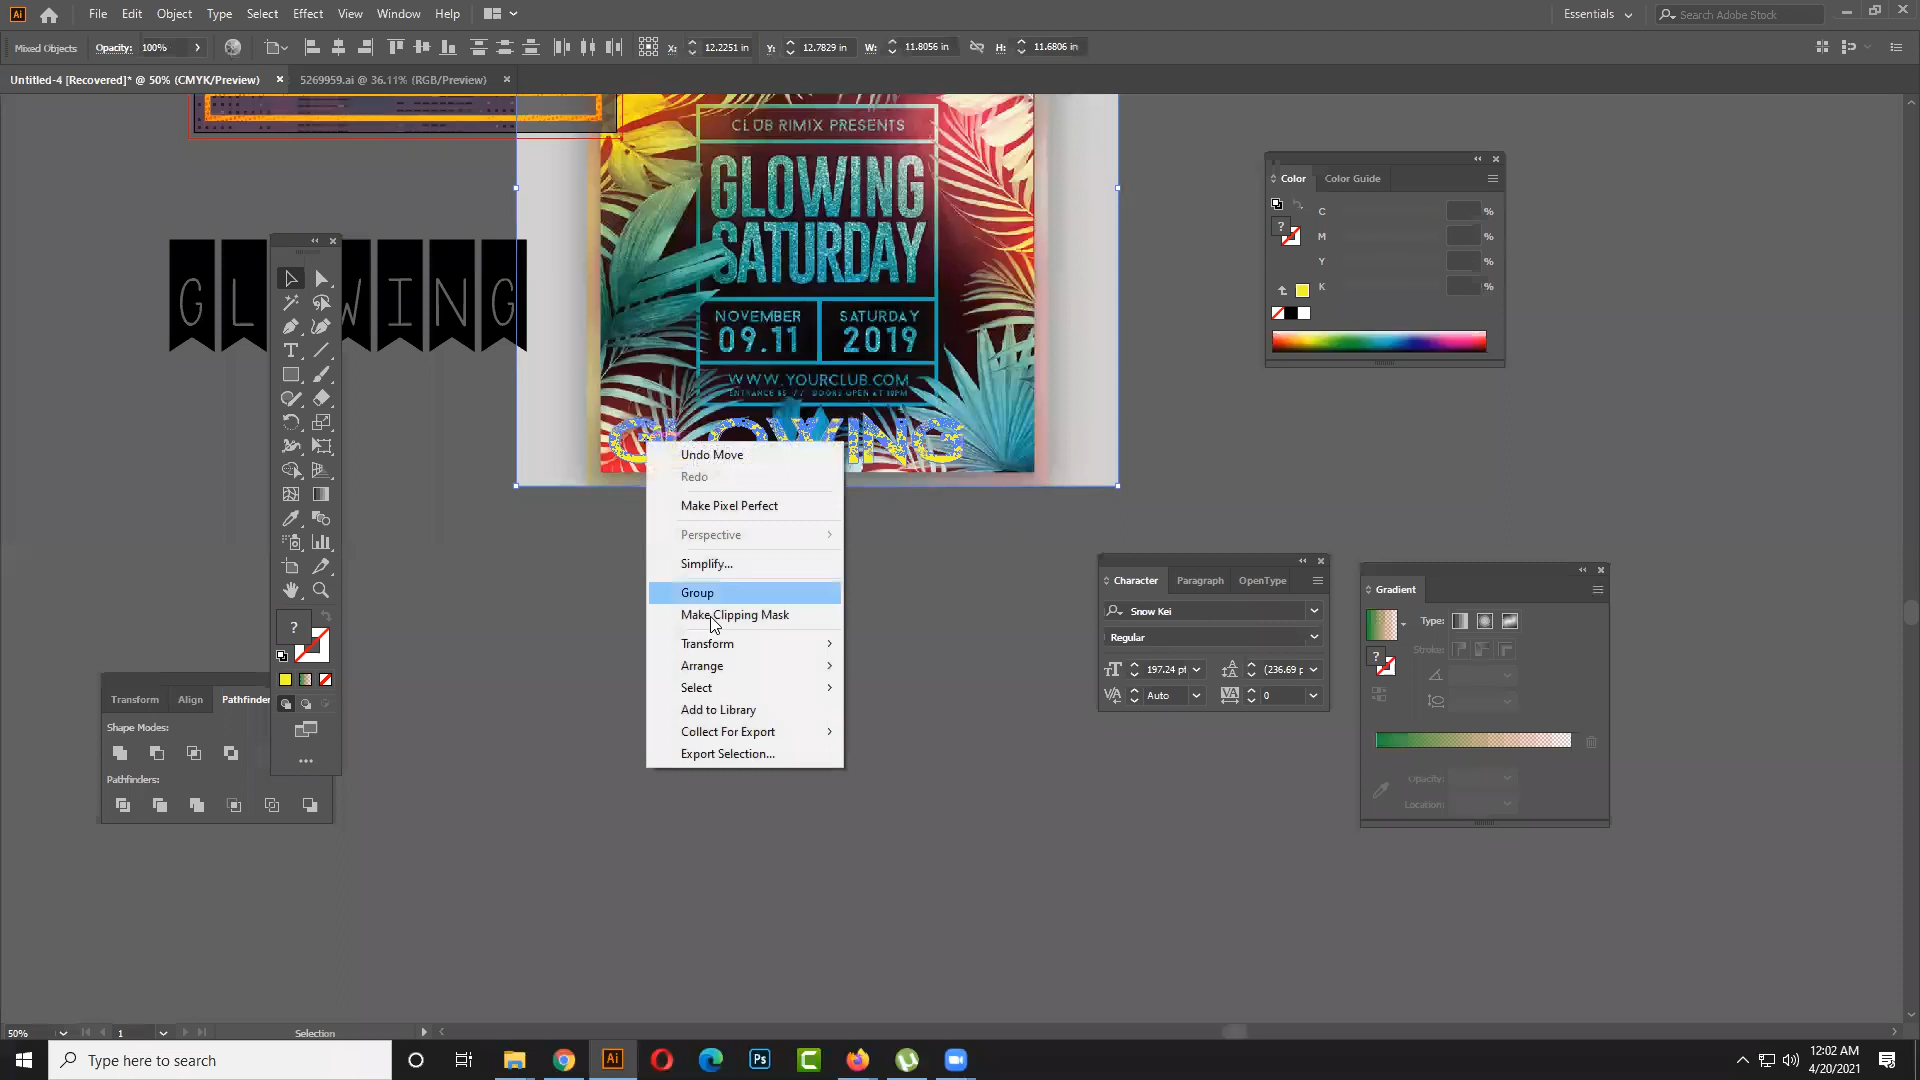 Ai File Edit Object Type Select Effect View Window Help Essentials Search Adobe Stock
Mixed Objects Opacity: 100% X: 12.2251 in Y: 12.7829 in W: 11.8056 in H: 11.6806 in
Untitled-4 [Recovered]* @ 50% (CMYK/Preview) × 5269959.ai @ 36.11% (RGB/Preview) ×
CLUB RIMIX PRESENTS
GLOWING
SATURDAY
NOVEMBER
09.11
SATURDAY
2019
WWW.YOURCLUB.COM
ENTRANCE 5$ // DOORS OPEN AT 10PM
GLOWING
GL WING
Color Color Guide
C %
M %
Y %
K %
Undo Move
Redo
Make Pixel Perfect
Perspective
Simplify...
Group
Make Clipping Mask
Transform
Arrange
Select
Add to Library
Collect For Export
Export Selection...
Transform Align Pathfinder
Shape Modes:
Pathfinders:
Character Paragraph OpenType
Snow Kei
Regular
197.24 pt (236.69 p
Auto 0
Gradient
Type:
Stroke:
Opacity:
Location:
50% 1 Selection
Type here to search
Ai
Ps
12:02 AM
4/20/2021